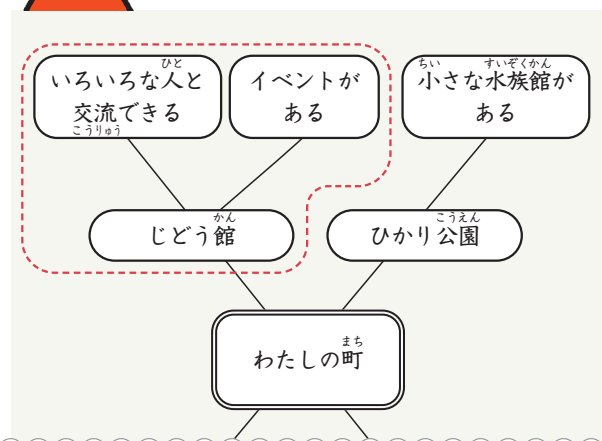 いろいろな人と
交流できる
イベントが
ある
小さな水族館が
ある
じどう館
ひかり公園
わたしの町